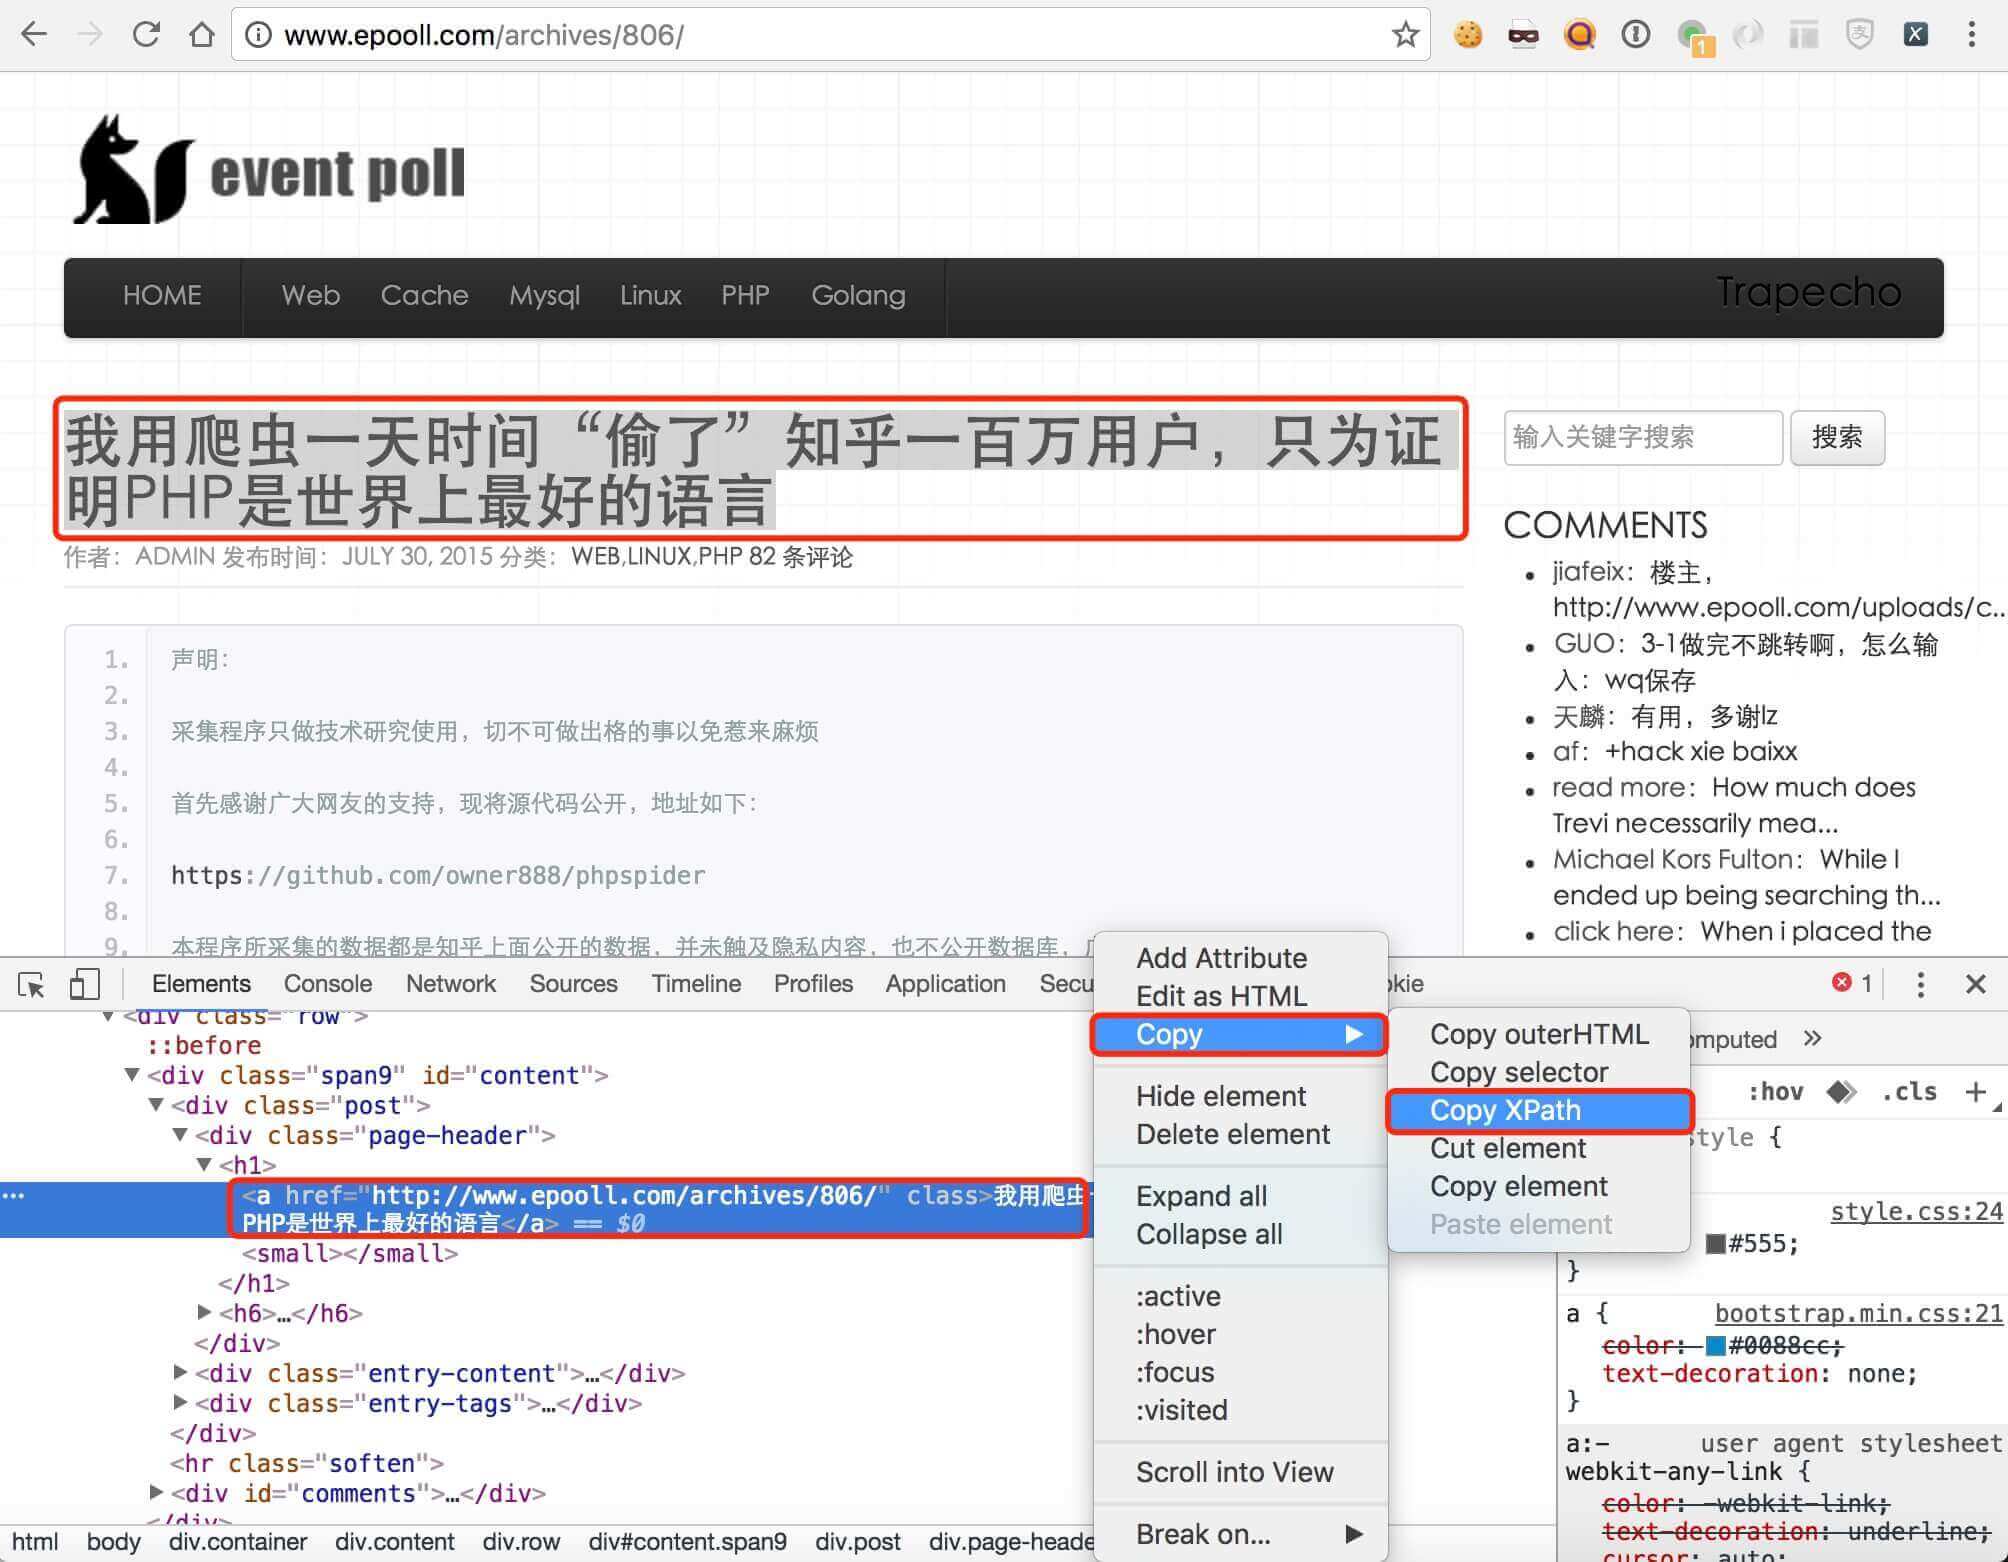 www.epooll.com/archives/806/
1
event poll
HOME Web Cache Mysql Linux PHP Golang Trapecho
我用爬虫一天时间“偷了”知乎一百万用户，只为证
明PHP是世界上最好的语言
作者：ADMIN 发布时间：JULY 30, 2015 分类：WEB,LINUX,PHP 82 条评论
输入关键字搜索 搜索
COMMENTS
jiafeix：楼主，
http://www.epooll.com/uploads/c...
GUO：3-1做完不跳转啊，怎么输
入：wq保存
天麟：有用，多谢lz
af：+hack xie baixx
read more：How much does
Trevi necessarily mea...
Michael Kors Fulton：While I
ended up being searching th...
click here：When i placed the
1. 声明：
2.
3. 采集程序只做技术研究使用，切不可做出格的事以免惹来麻烦
4.
5. 首先感谢广大网友的支持，现将源代码公开，地址如下：
6.
7. https://github.com/owner888/phpspider
8.
9. 本程序所采集的数据都是知乎上面公开的数据，并未触及隐私内容，也不公开数据库，
Elements Console Network Sources Timeline Profiles Application Secu okie 1
<div class="row">
::before
<div class="span9" id="content">
<div class="post">
<div class="page-header">
<h1>
<a href="http://www.epooll.com/archives/806/" class>我用爬虫
PHP是世界上最好的语言</a> == $0
<small></small>
</h1>
<h6>…</h6>
</div>
<div class="entry-content">…</div>
<div class="entry-tags">…</div>
</div>
<hr class="soften">
<div id="comments">…</div>
</div>
html body div.container div.content div.row div#content.span9 div.post div.page-heade
Add Attribute
Edit as HTML
Copy
Hide element
Delete element
Expand all
Collapse all
:active
:hover
:focus
:visited
Scroll into View
Break on...
Copy outerHTML
Copy selector
Copy XPath
Cut element
Copy element
Paste element
omputed »
:hov .cls +
style {
style.css:24
#555;
}
a { bootstrap.min.css:21
color: #0088cc;
text-decoration: none;
}
a:- user agent stylesheet
webkit-any-link {
color: -webkit-link;
text-decoration: underline;
cursor: auto;